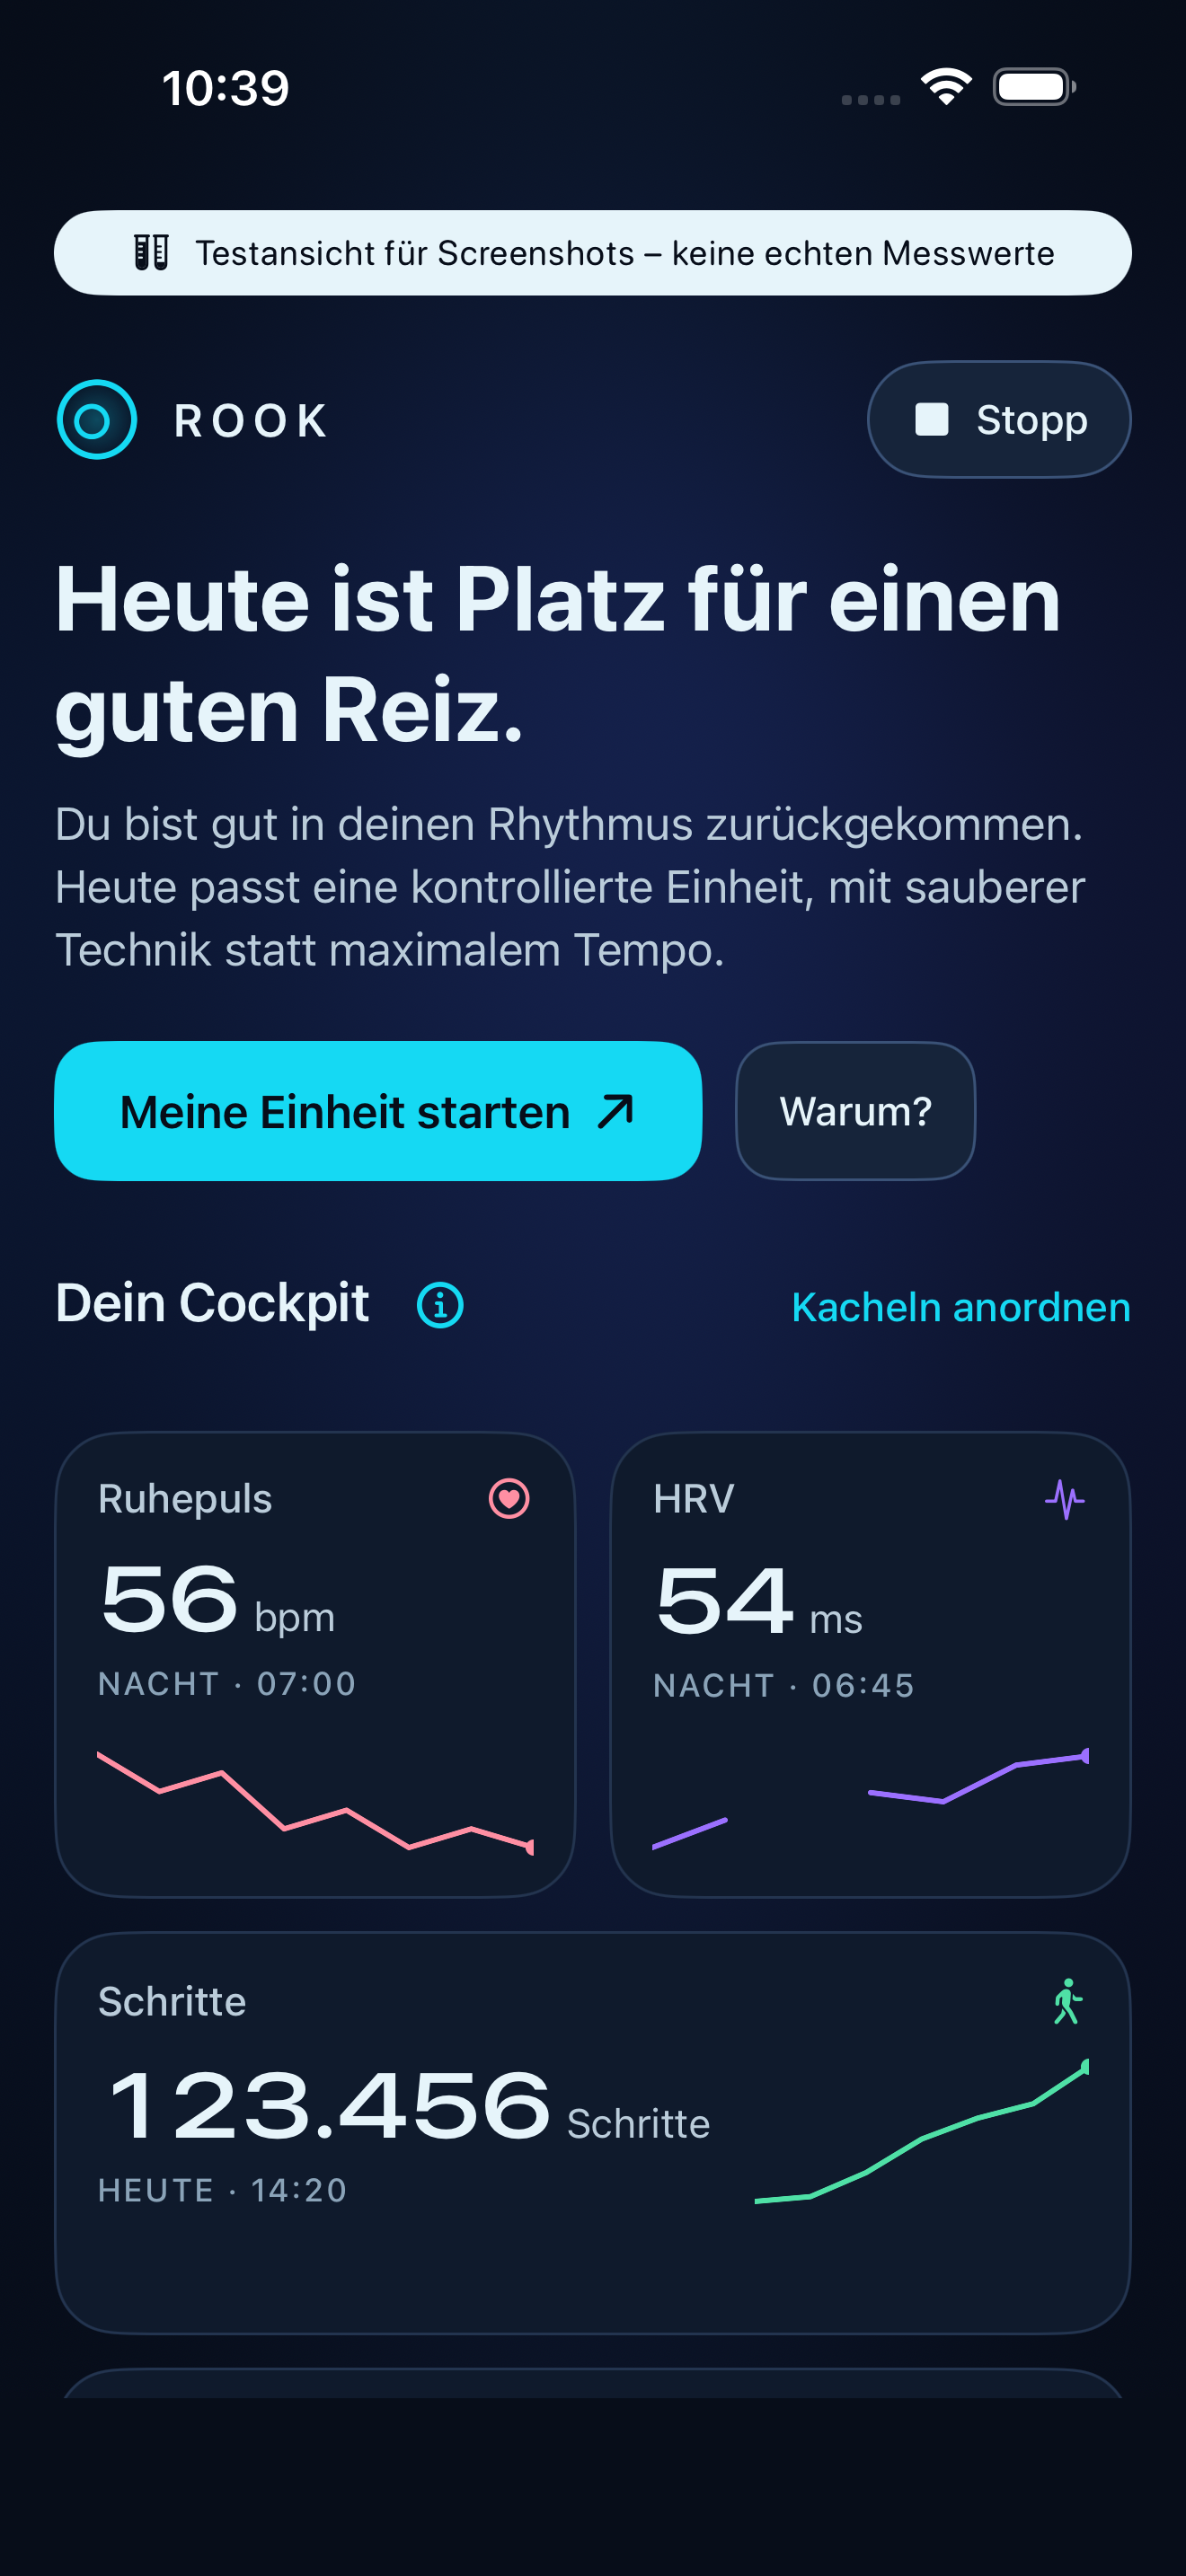 10:39
Testansicht für Screenshots – keine echten Messwerte
ROOK
Stopp
Heute ist Platz für einen
guten Reiz.
Du bist gut in deinen Rhythmus zurückgekommen.
Heute passt eine kontrollierte Einheit, mit sauberer
Technik statt maximalem Tempo.
Meine Einheit starten
Warum?
Dein Cockpit
Kacheln anordnen
Ruhepuls
56 bpm
NACHT · 07:00
HRV
54 ms
NACHT · 06:45
Schritte
123.456 Schritte
HEUTE · 14:20